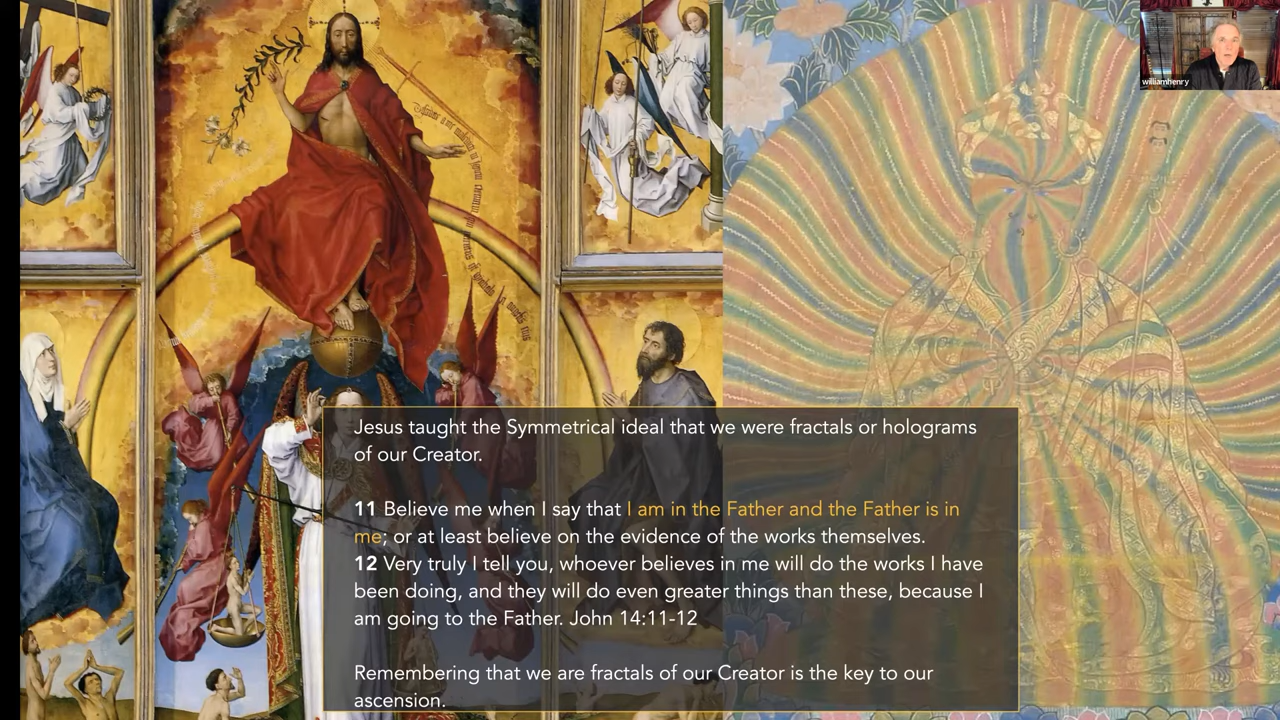 williamhenry
Jesus taught the Symmetrical ideal that we were fractals or holograms
of our Creator.
11 Believe me when I say that I am in the Father and the Father is in
me; or at least believe on the evidence of the works themselves.
12 Very truly I tell you, whoever believes in me will do the works I have
been doing, and they will do even greater things than these, because I
am going to the Father. John 14:11-12
Remembering that we are fractals of our Creator is the key to our
ascension.